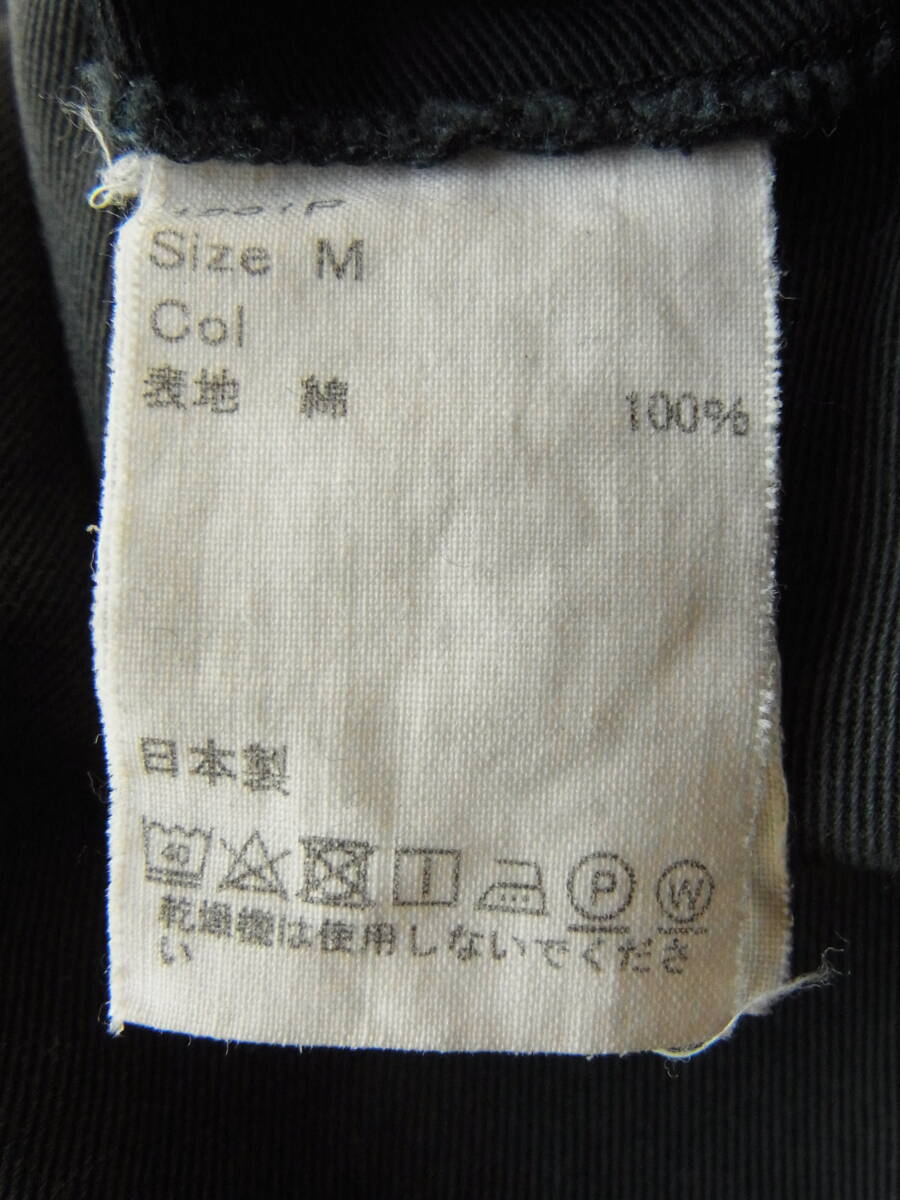 Size M
Col
表地 綿 100%
日本製
40 P W
乾燥機は使用しないでくださ
い